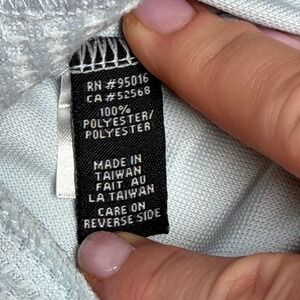 RN #95016
CA #52568
100%
POLYESTER/
POLYESTER
MADE IN
TAIWAN
FAIT AU
LA TAIWAN
CARE ON
REVERSE SIDE